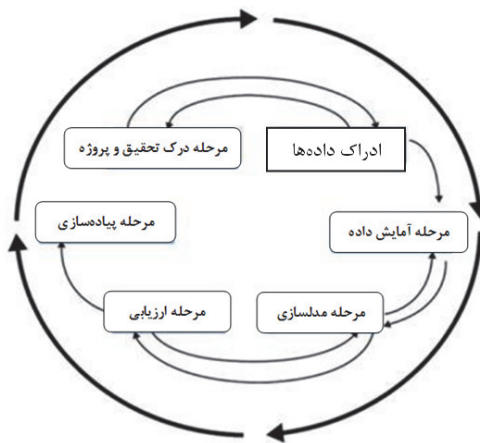 ادراک داده‌ها
مرحله درک تحقیق و پروژه
مرحله آمایش داده
مرحله پیاده‌سازی
مرحله مدلسازی
مرحله ارزیابی